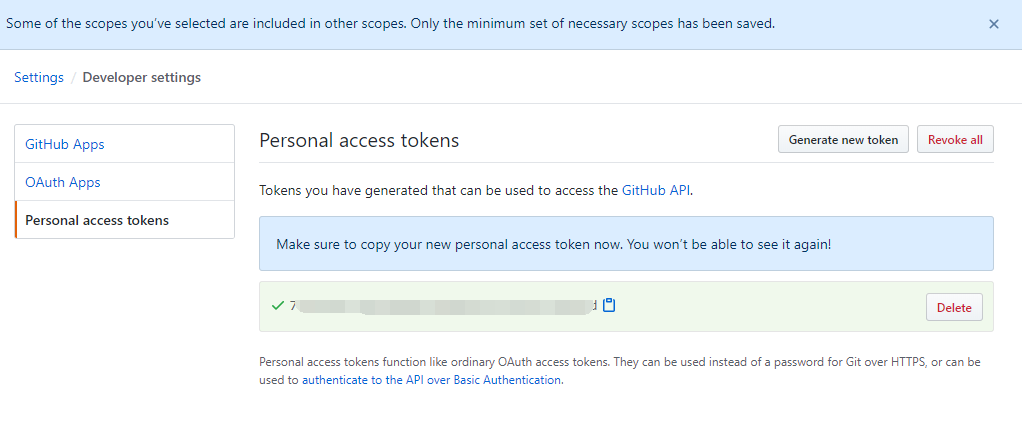 Some of the scopes you've selected are included in other scopes. Only the minimum set of necessary scopes has been saved.
Settings / Developer settings
GitHub Apps
OAuth Apps
Personal access tokens
Personal access tokens
Generate new token
Revoke all
Tokens you have generated that can be used to access the GitHub API.
Make sure to copy your new personal access token now. You won't be able to see it again!
Delete
Personal access tokens function like ordinary OAuth access tokens. They can be used instead of a password for Git over HTTPS, or can be
used to authenticate to the API over Basic Authentication.